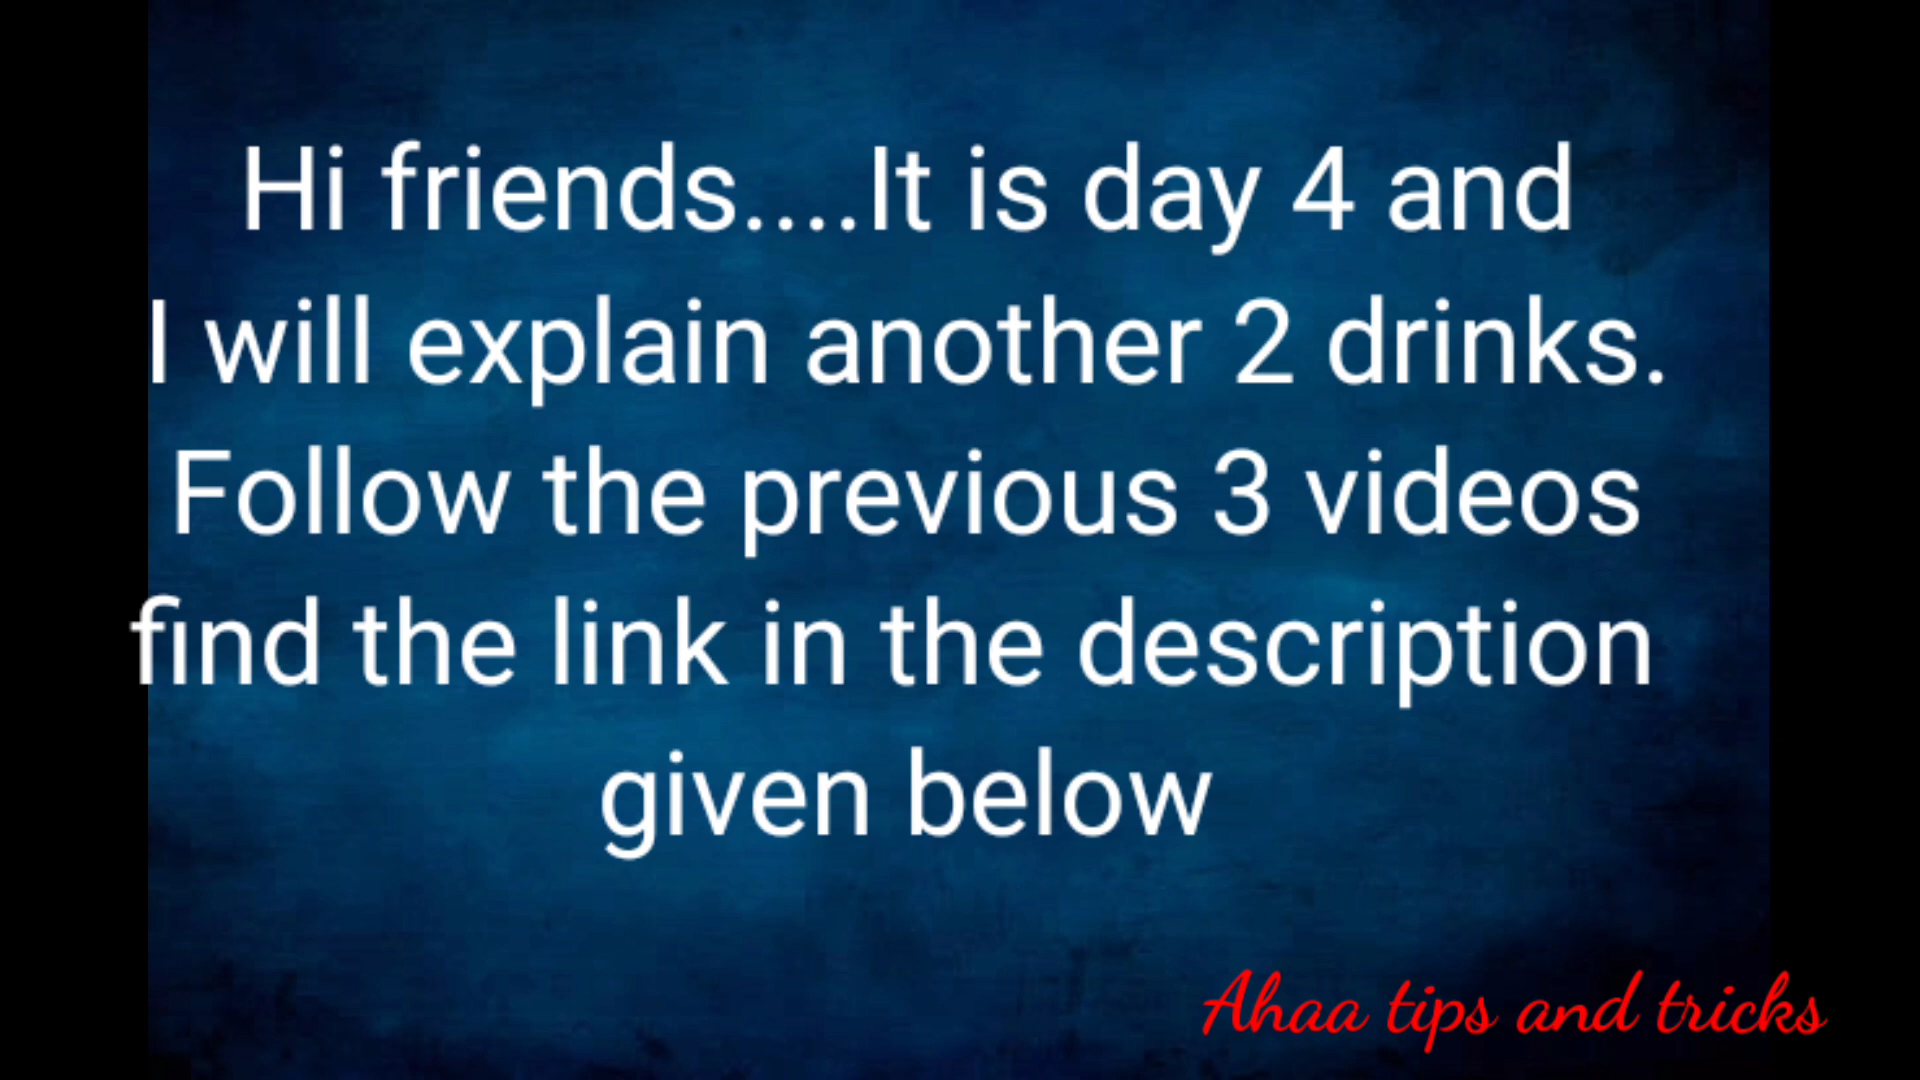 Hi friends....It is day 4 and
I will explain another 2 drinks.
Follow the previous 3 videos
find the link in the description
given below
Ahaa tips and tricks